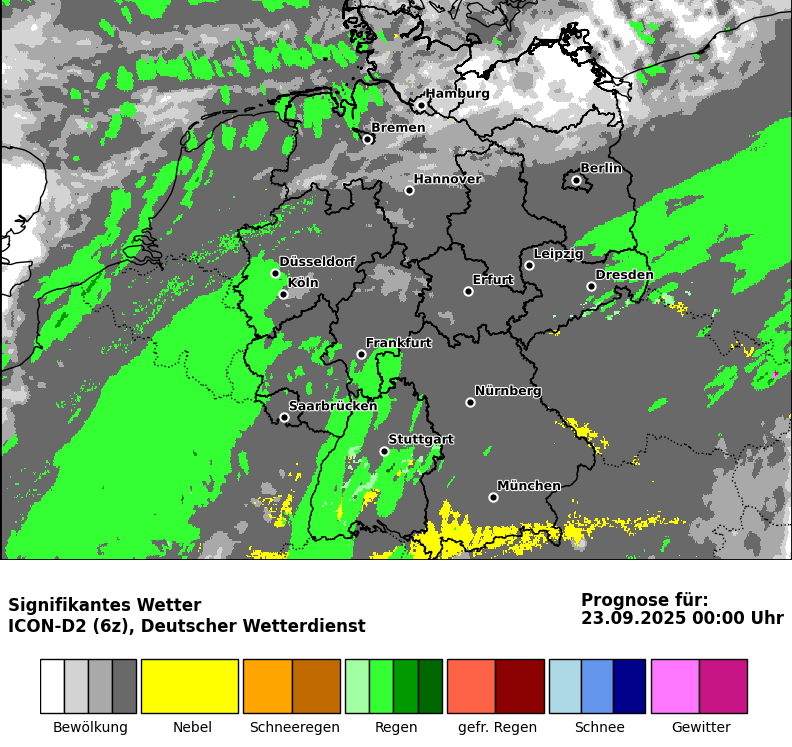 Hamburg
Bremen
Berlin
Hannover
Leipzig
Düsseldorf
Dresden
Köln
Erfurt
Frankfurt
Nürnberg
Saarbrücken
Stuttgart
München
Signifikantes Wetter
ICON-D2 (6z), Deutscher Wetterdienst
Prognose für:
23.09.2025 00:00 Uhr
Bewölkung
Nebel
Schneeregen
Regen
gefr. Regen
Schnee
Gewitter